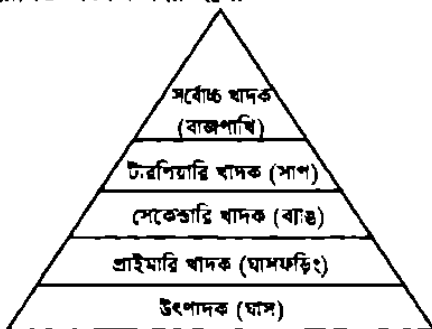 সর্বোচ্চ খাদক
(বাজপাখি)
টারশিয়ারি খাদক (সাপ)
সেকেন্ডারি খাদক (ব্যাঙ)
প্রাইমারি খাদক (ঘাসফড়িং)
উৎপাদক (ঘাস)